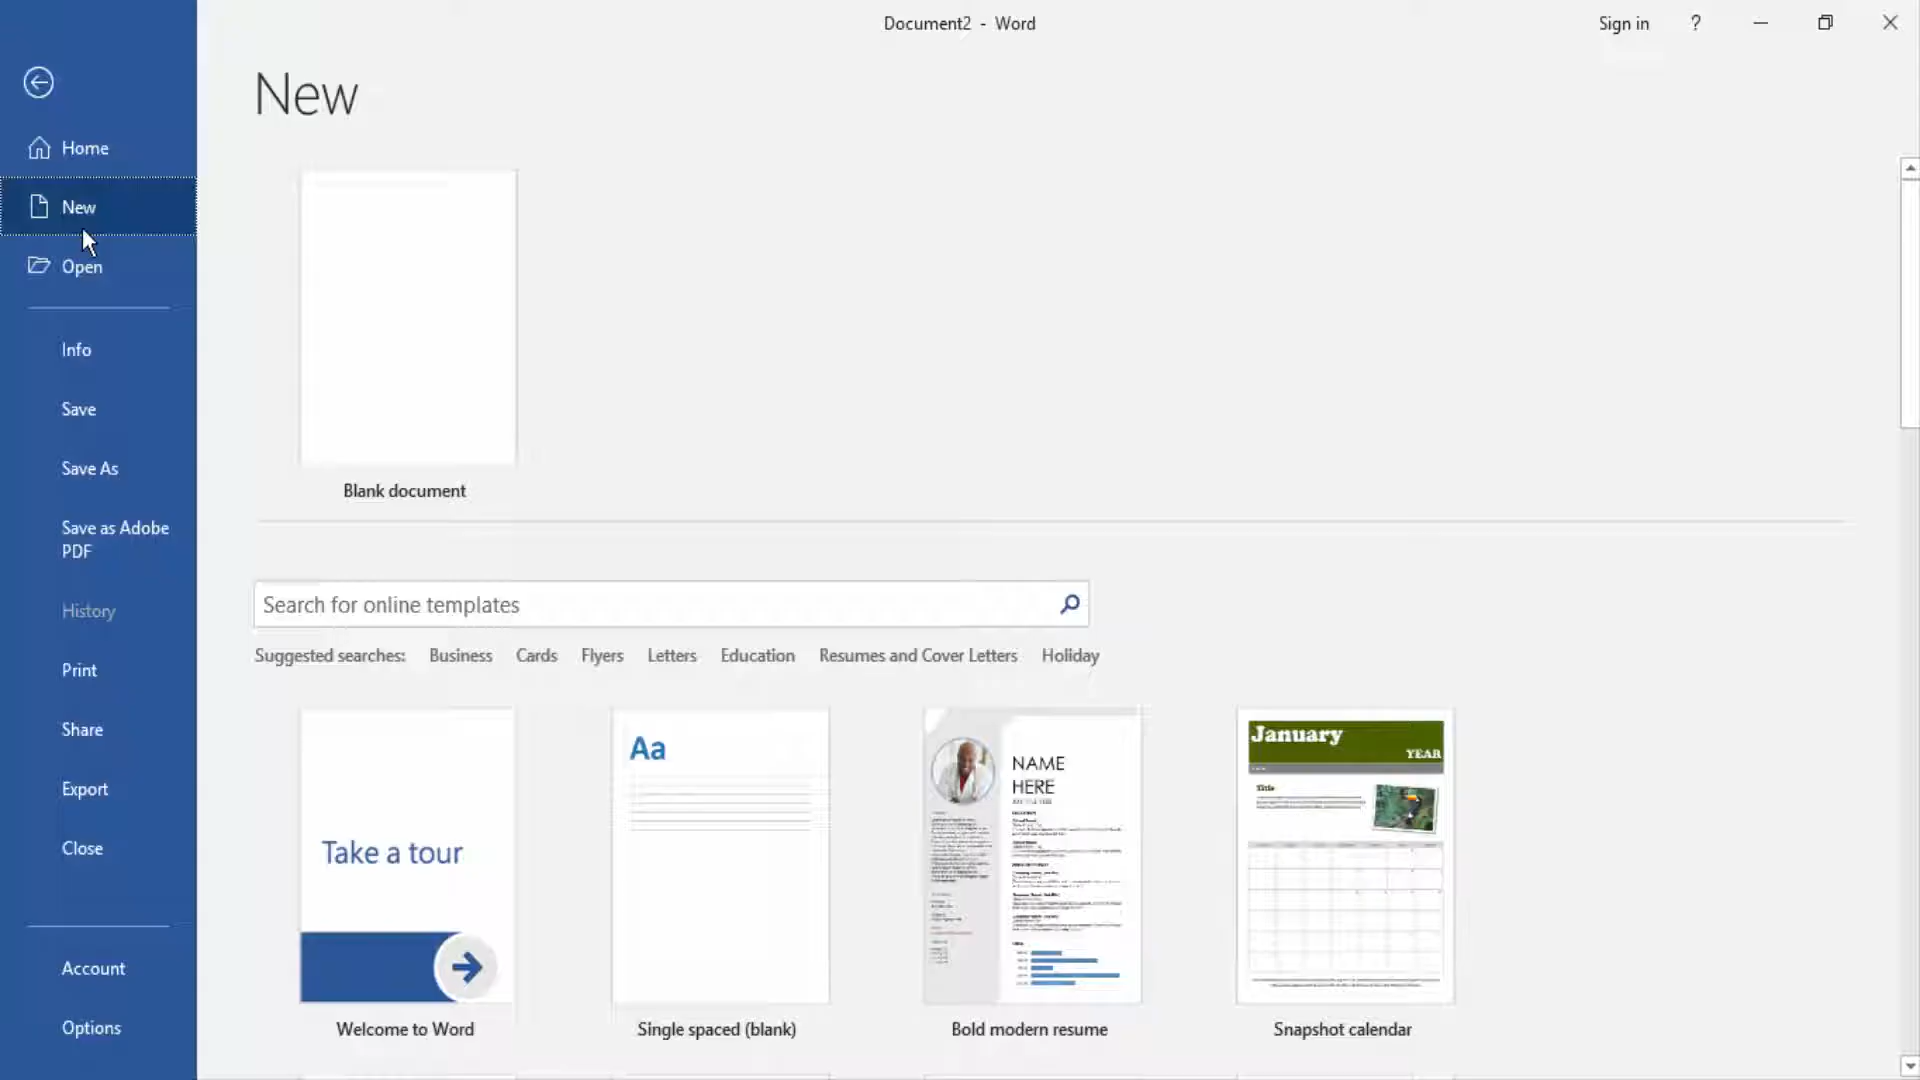 Document2 - Word
Sign in
?
New
Home
New
Open
Info
Save
Save As
Save as Adobe
PDF
History
Print
Share
Export
Close
Account
Options
Blank document
Search for online templates
Suggested searches: Business Cards Flyers Letters Education Resumes and Cover Letters Holiday
Take a tour
Welcome to Word
Aa
Single spaced (blank)
NAME
HERE
Bold modern resume
January
YEAR
Title
Snapshot calendar